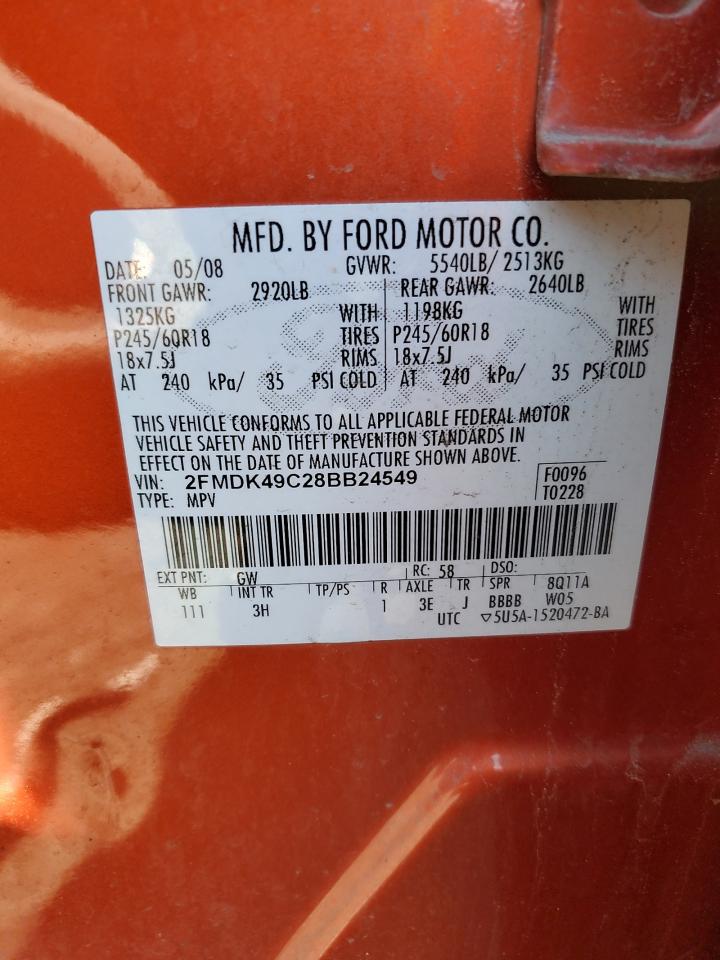 MFD. BY FORD MOTOR CO.
DATE: 05/08 GVWR: 5540LB/ 2513KG
FRONT GAWR: 2920LB REAR GAWR: 2640LB
1325KG WITH 1198KG WITH
P245/60R18 TIRES P245/60R18 TIRES
18x7.5J RIMS 18x7.5J RIMS
AT 240 kPa/ 35 PSI COLD AT 240 kPa/ 35 PSI COLD
THIS VEHICLE CONFORMS TO ALL APPLICABLE FEDERAL MOTOR
VEHICLE SAFETY AND THEFT PREVENTION STANDARDS IN
EFFECT ON THE DATE OF MANUFACTURE SHOWN ABOVE.
VIN: 2FMDK49C28BB24549 F0096
TYPE: MPV T0228
EXT PNT: GW RC: 58 DSO:
WB INT TR TP/PS R AXLE TR SPR 8Q11A
111 3H 1 3E J BBBB W05
UTC ▽5U5A-1520472-BA